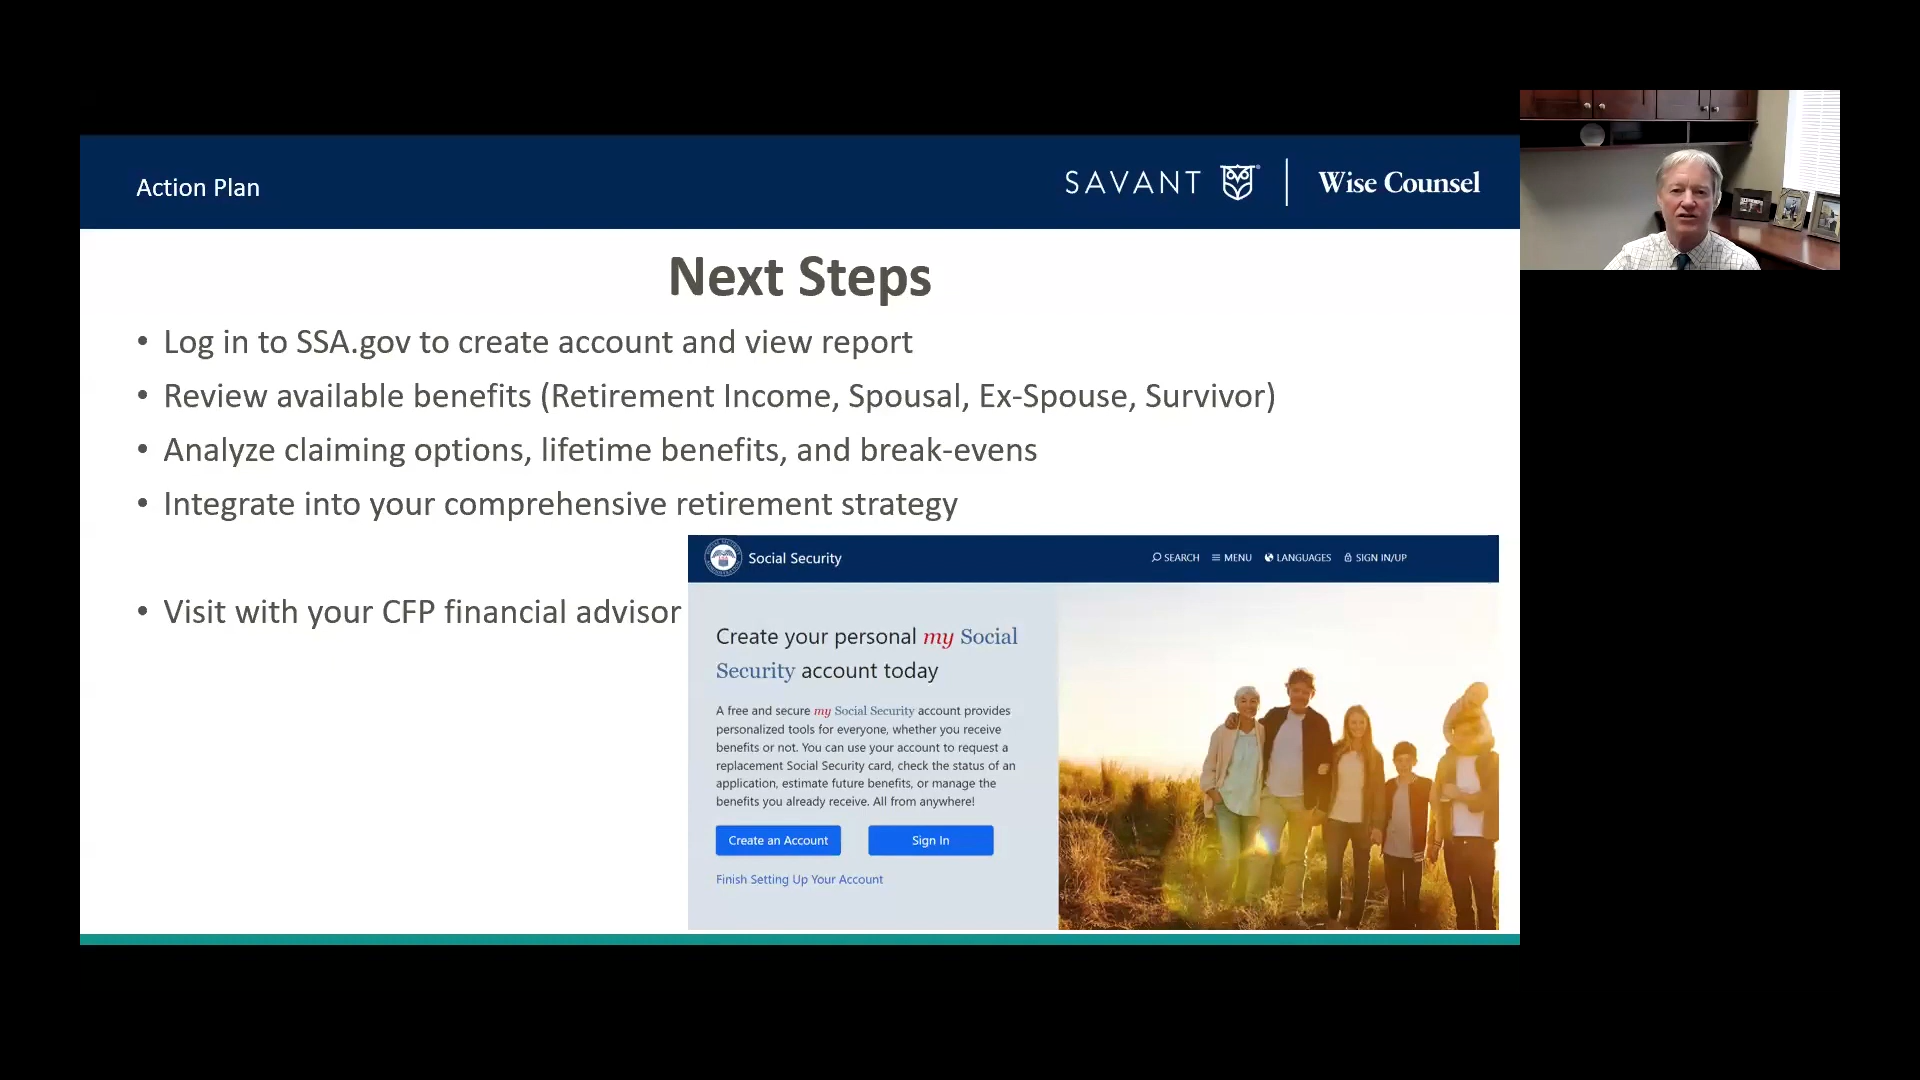 Action Plan
SAVANT ® | Wise Counsel
Next Steps
• Log in to SSA.gov to create account and view report
• Review available benefits (Retirement Income, Spousal, Ex-Spouse, Survivor)
• Analyze claiming options, lifetime benefits, and break-evens
• Integrate into your comprehensive retirement strategy
• Visit with your CFP financial advisor
Social Security
SEARCH MENU LANGUAGES SIGN IN/UP
Create your personal my Social
Security account today
A free and secure my Social Security account provides
personalized tools for everyone, whether you receive
benefits or not. You can use your account to request a
replacement Social Security card, check the status of an
application, estimate future benefits, or manage the
benefits you already receive. All from anywhere!
Create an Account Sign In
Finish Setting Up Your Account